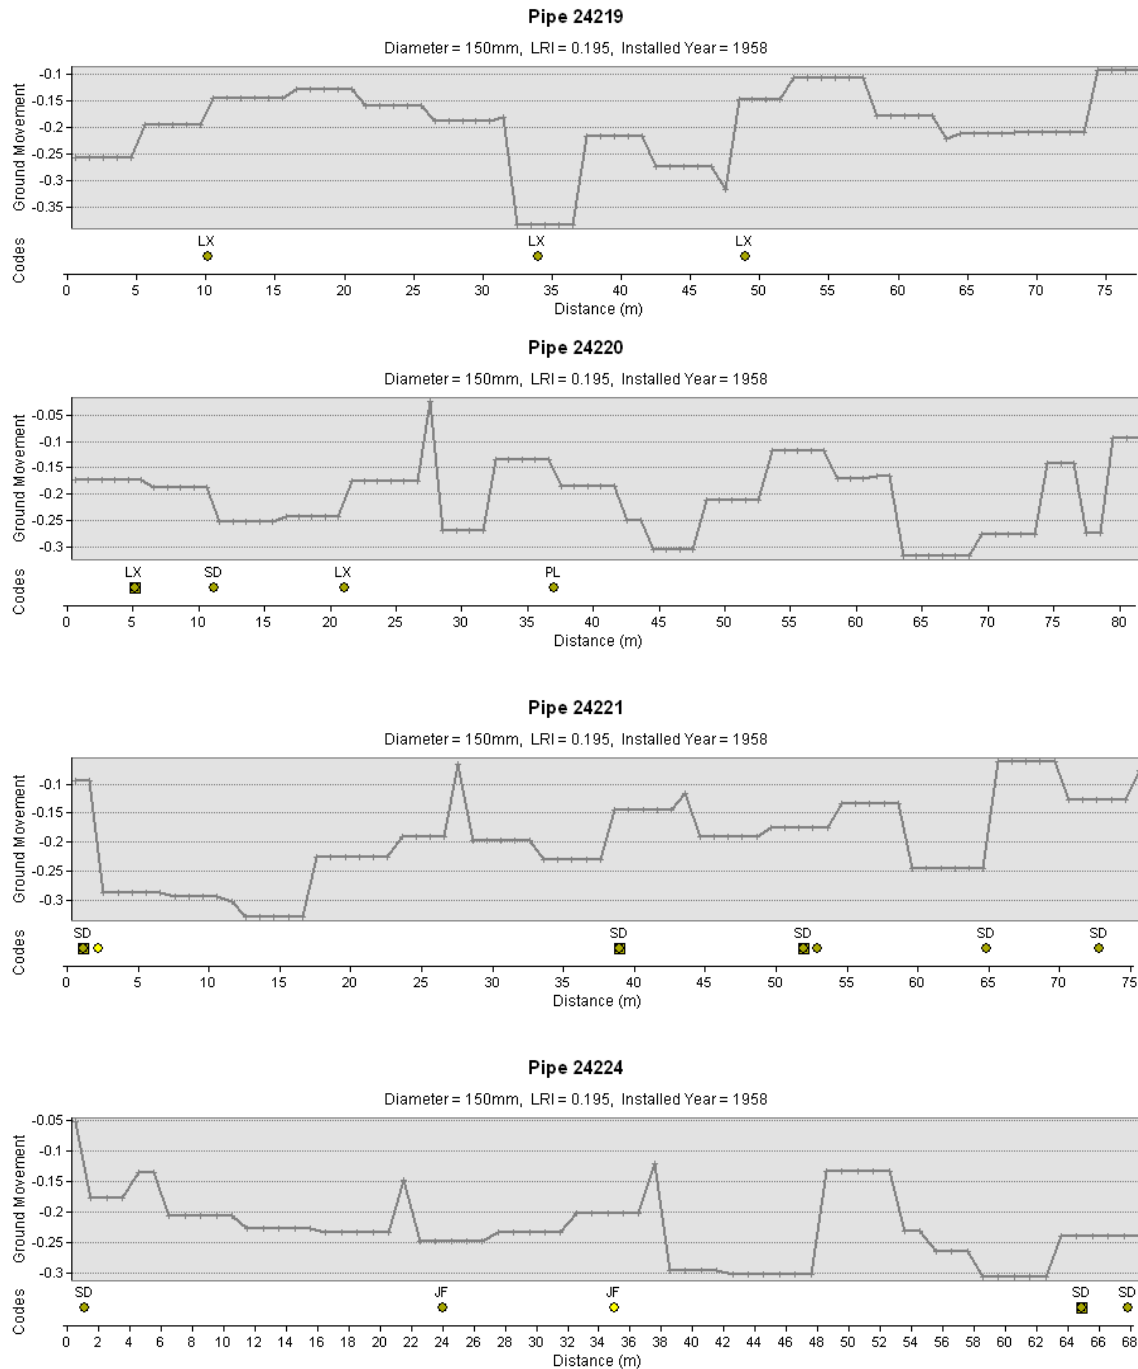 Pipe 24219
Diameter = 150mm, LRI = 0.195, Installed Year = 1958
Ground Movement
-0.1
-0.15
-0.2
-0.25
-0.3
-0.35
Codes
LX LX LX
0 5 10 15 20 25 30 35 40 45 50 55 60 65 70 75
Distance (m)
Pipe 24220
Diameter = 150mm, LRI = 0.195, Installed Year = 1958
Ground Movement
-0.05
-0.1
-0.15
-0.2
-0.25
-0.3
Codes
LX SD LX PL
0 5 10 15 20 25 30 35 40 45 50 55 60 65 70 75 80
Distance (m)
Pipe 24221
Diameter = 150mm, LRI = 0.195, Installed Year = 1958
Ground Movement
-0.1
-0.15
-0.2
-0.25
-0.3
Codes
SD SD SD SD SD
0 5 10 15 20 25 30 35 40 45 50 55 60 65 70 75
Distance (m)
Pipe 24224
Diameter = 150mm, LRI = 0.195, Installed Year = 1958
Ground Movement
-0.05
-0.1
-0.15
-0.2
-0.25
-0.3
Codes
SD JF JF SD SD
0 2 4 6 8 10 12 14 16 18 20 22 24 26 28 30 32 34 36 38 40 42 44 46 48 50 52 54 56 58 60 62 64 66 68
Distance (m)